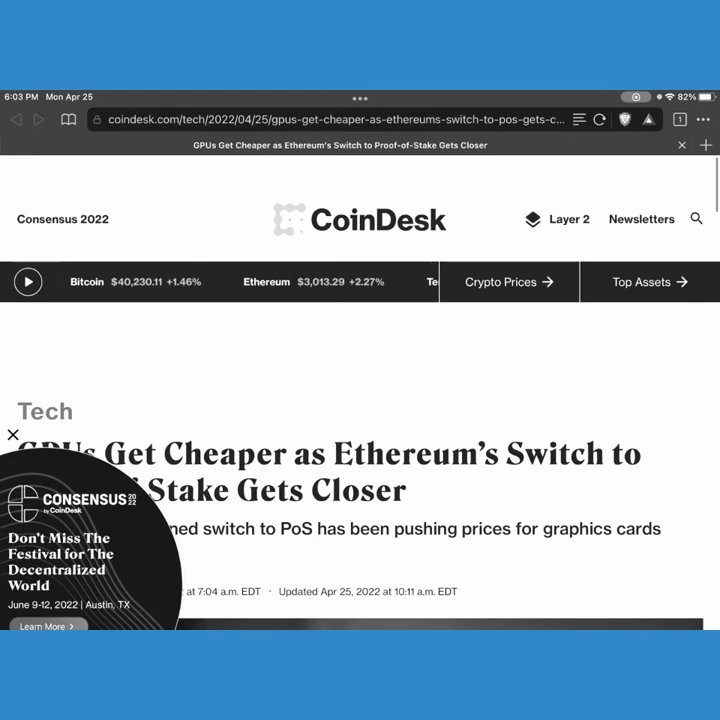 6:03 PM Mon Apr 25
82%
coindesk.com/tech/2022/04/25/gpus-get-cheaper-as-ethereums-switch-to-pos-gets-c...
1
GPUs Get Cheaper as Ethereum's Switch to Proof-of-Stake Gets Closer
Consensus 2022
CoinDesk
Layer 2
Newsletters
Bitcoin $40,230.11 +1.46%
Ethereum $3,013.29 +2.27%
Te
Crypto Prices →
Top Assets →
Tech
GPUs Get Cheaper as Ethereum’s Switch to
Stake Gets Closer
ned switch to PoS has been pushing prices for graphics cards
at 7:04 a.m. EDT · Updated Apr 25, 2022 at 10:11 a.m. EDT
CONSENSUS 2022
by CoinDesk
Don't Miss The
Festival for The
Decentralized
World
June 9-12, 2022 | Austin, TX
Learn More >